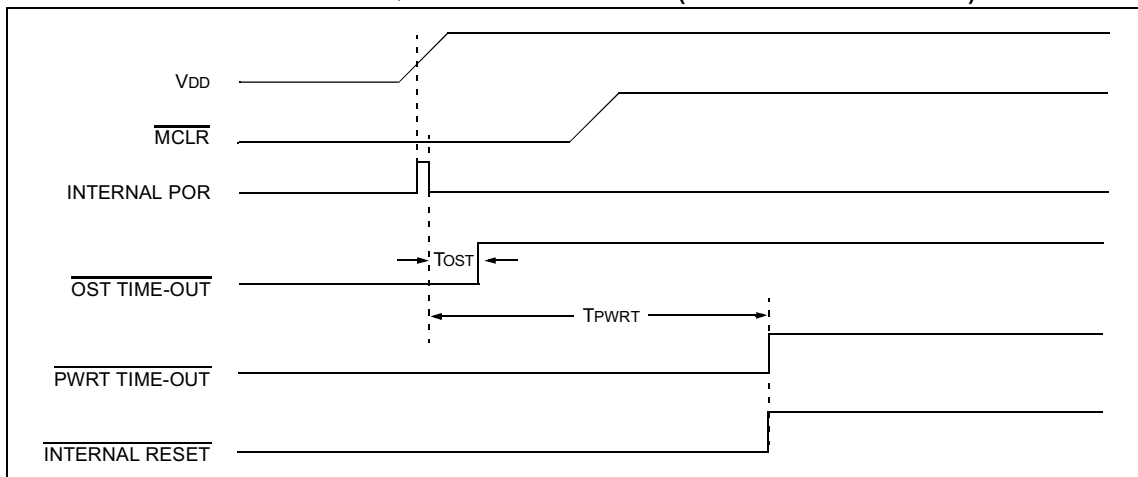 VDD
MCLR
INTERNAL POR
TOST
OST TIME-OUT
TPWRT
PWRT TIME-OUT
INTERNAL RESET